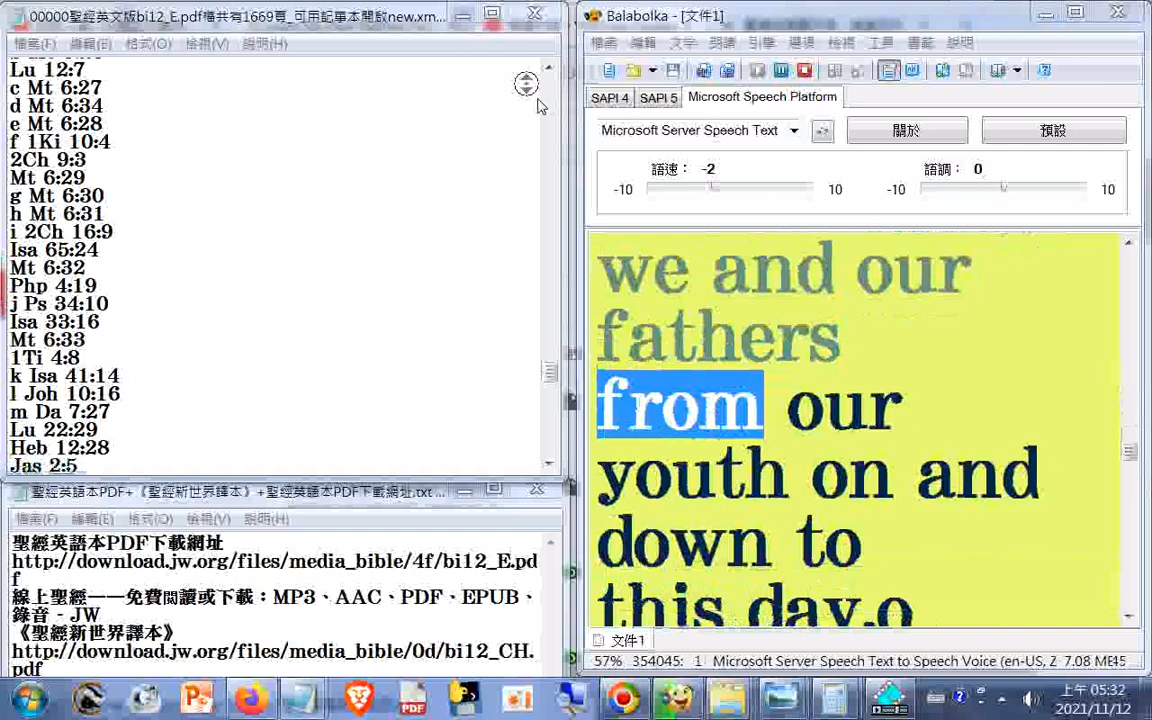 00000聖經英文版bi12_E.pdf檔共有1669頁_可用記事本開啟new.xm...
檔案(F) 編輯(E) 格式(O) 檢視(V) 說明(H)
Lu 12:7
c Mt 6:27
d Mt 6:34
e Mt 6:28
f 1Ki 10:4
2Ch 9:3
Mt 6:29
g Mt 6:30
h Mt 6:31
i 2Ch 16:9
Isa 65:24
Mt 6:32
Php 4:19
j Ps 34:10
Isa 33:16
Mt 6:33
1Ti 4:8
k Isa 41:14
l Joh 10:16
m Da 7:27
Lu 22:29
Heb 12:28
Jas 2:5
聖經英語本PDF+《聖經新世界譯本》+聖經英語本PDF下載網址.txt ...
檔案(F) 編輯(E) 格式(O) 檢視(V) 說明(H)
聖經英語本PDF下載網址
http://download.jw.org/files/media_bible/4f/bi12_E.pd
f
線上聖經——免費閱讀或下載：MP3、AAC、PDF、EPUB、
錄音 - JW
《聖經新世界譯本》
http://download.jw.org/files/media_bible/0d/bi12_CH.
pdf
Balabolka - [文件1]
檔案 編輯 文字 朗讀 引擎 選項 檢視 工具 書籤 說明
SAPI 4 SAPI 5 Microsoft Speech Platform
Microsoft Server Speech Text 關於 預設
語速： -2 語調： 0
-10 10 -10 10
we and our
fathers
from our
youth on and
down to
this day,o
文件1
57% 354045: 1 Microsoft Server Speech Text to Speech Voice (en-US, Z 7.08 ME45
上午 05:32
2021/11/12